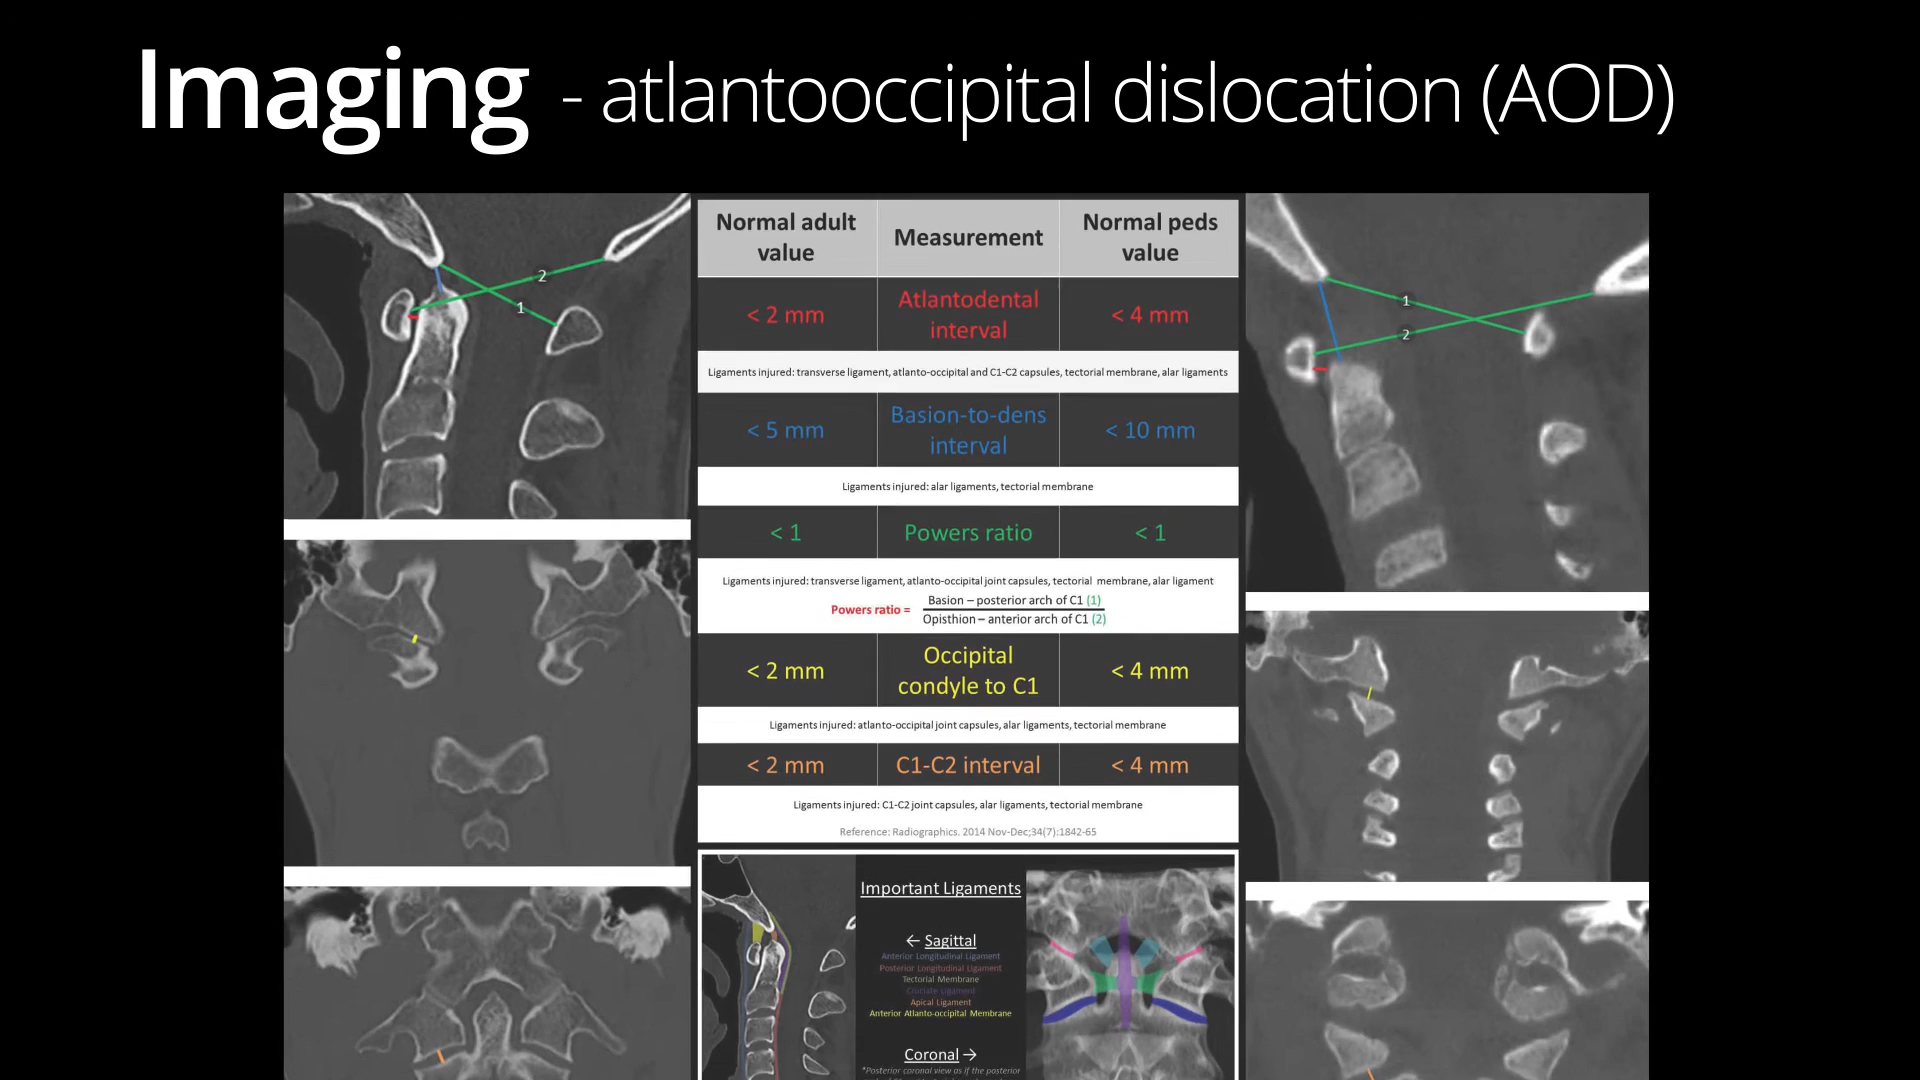 Imaging - atlantooccipital dislocation (AOD)
2
1
Normal adult value
Measurement
Normal peds value
< 2 mm
Atlantodental interval
< 4 mm
Ligaments injured: transverse ligament, atlanto-occipital and C1-C2 capsules, tectorial membrane, alar ligaments
< 5 mm
Basion-to-dens interval
< 10 mm
Ligaments injured: alar ligaments, tectorial membrane
< 1
Powers ratio
< 1
Ligaments injured: transverse ligament, atlanto-occipital joint capsules, tectorial membrane, alar ligament
Powers ratio =
Basion – posterior arch of C1 (1)
Opisthion – anterior arch of C1 (2)
< 2 mm
Occipital condyle to C1
< 4 mm
Ligaments injured: atlanto-occipital joint capsules, alar ligaments, tectorial membrane
< 2 mm
C1-C2 interval
< 4 mm
Ligaments injured: C1-C2 joint capsules, alar ligaments, tectorial membrane
Reference: Radiographics. 2014 Nov-Dec;34(7):1842-65
1
2
Important Ligaments
← Sagittal
Anterior Longitudinal Ligament
Posterior Longitudinal Ligament
Tectorial Membrane
Cruciate Ligament
Apical Ligament
Anterior Atlanto-occipital Membrane
Coronal →
*Posterior coronal view as if the posterior